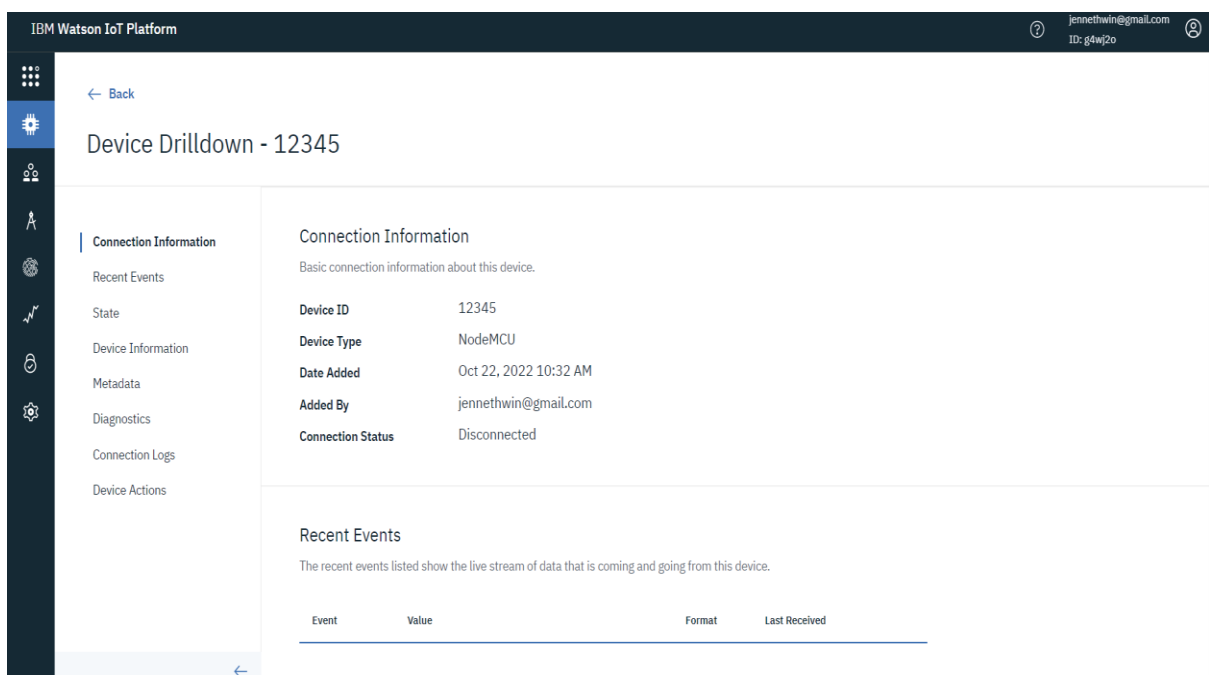 IBM Watson IoT Platform
jennethwin@gmail.com
ID: g4wj2o
← Back
Device Drilldown - 12345
Connection Information
Recent Events
State
Device Information
Metadata
Diagnostics
Connection Logs
Device Actions
Connection Information
Basic connection information about this device.
Device ID 12345
Device Type NodeMCU
Date Added Oct 22, 2022 10:32 AM
Added By jennethwin@gmail.com
Connection Status Disconnected
Recent Events
The recent events listed show the live stream of data that is coming and going from this device.
Event Value Format Last Received